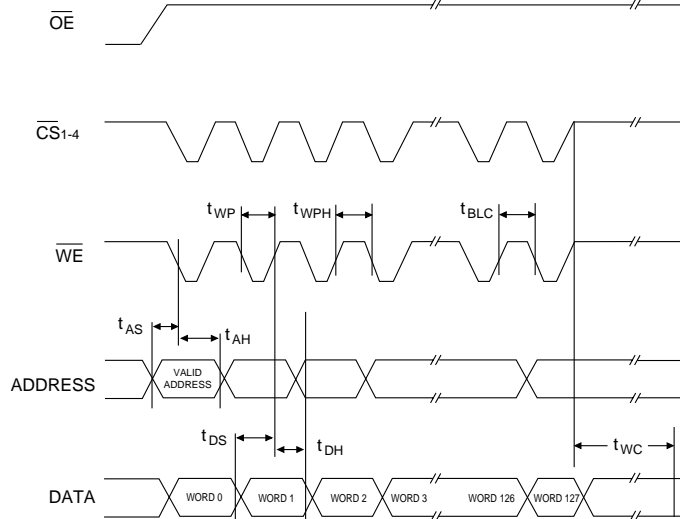 OE
CS1-4
tWP tWPH tBLC
WE
tAS tAH
ADDRESS
VALID
ADDRESS
tDS tDH tWC
DATA
WORD 0 WORD 1 WORD 2 WORD 3 WORD 126 WORD 127